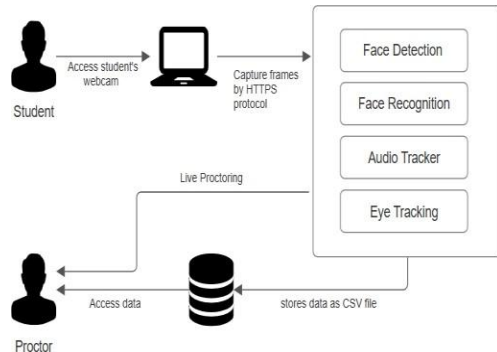 Face Detection
Access student's
webcam
Capture frames
by HTTPS
protocol
Student
Face Recognition
Audio Tracker
Live Proctoring
Eye Tracking
Access data
stores data as CSV file
Proctor